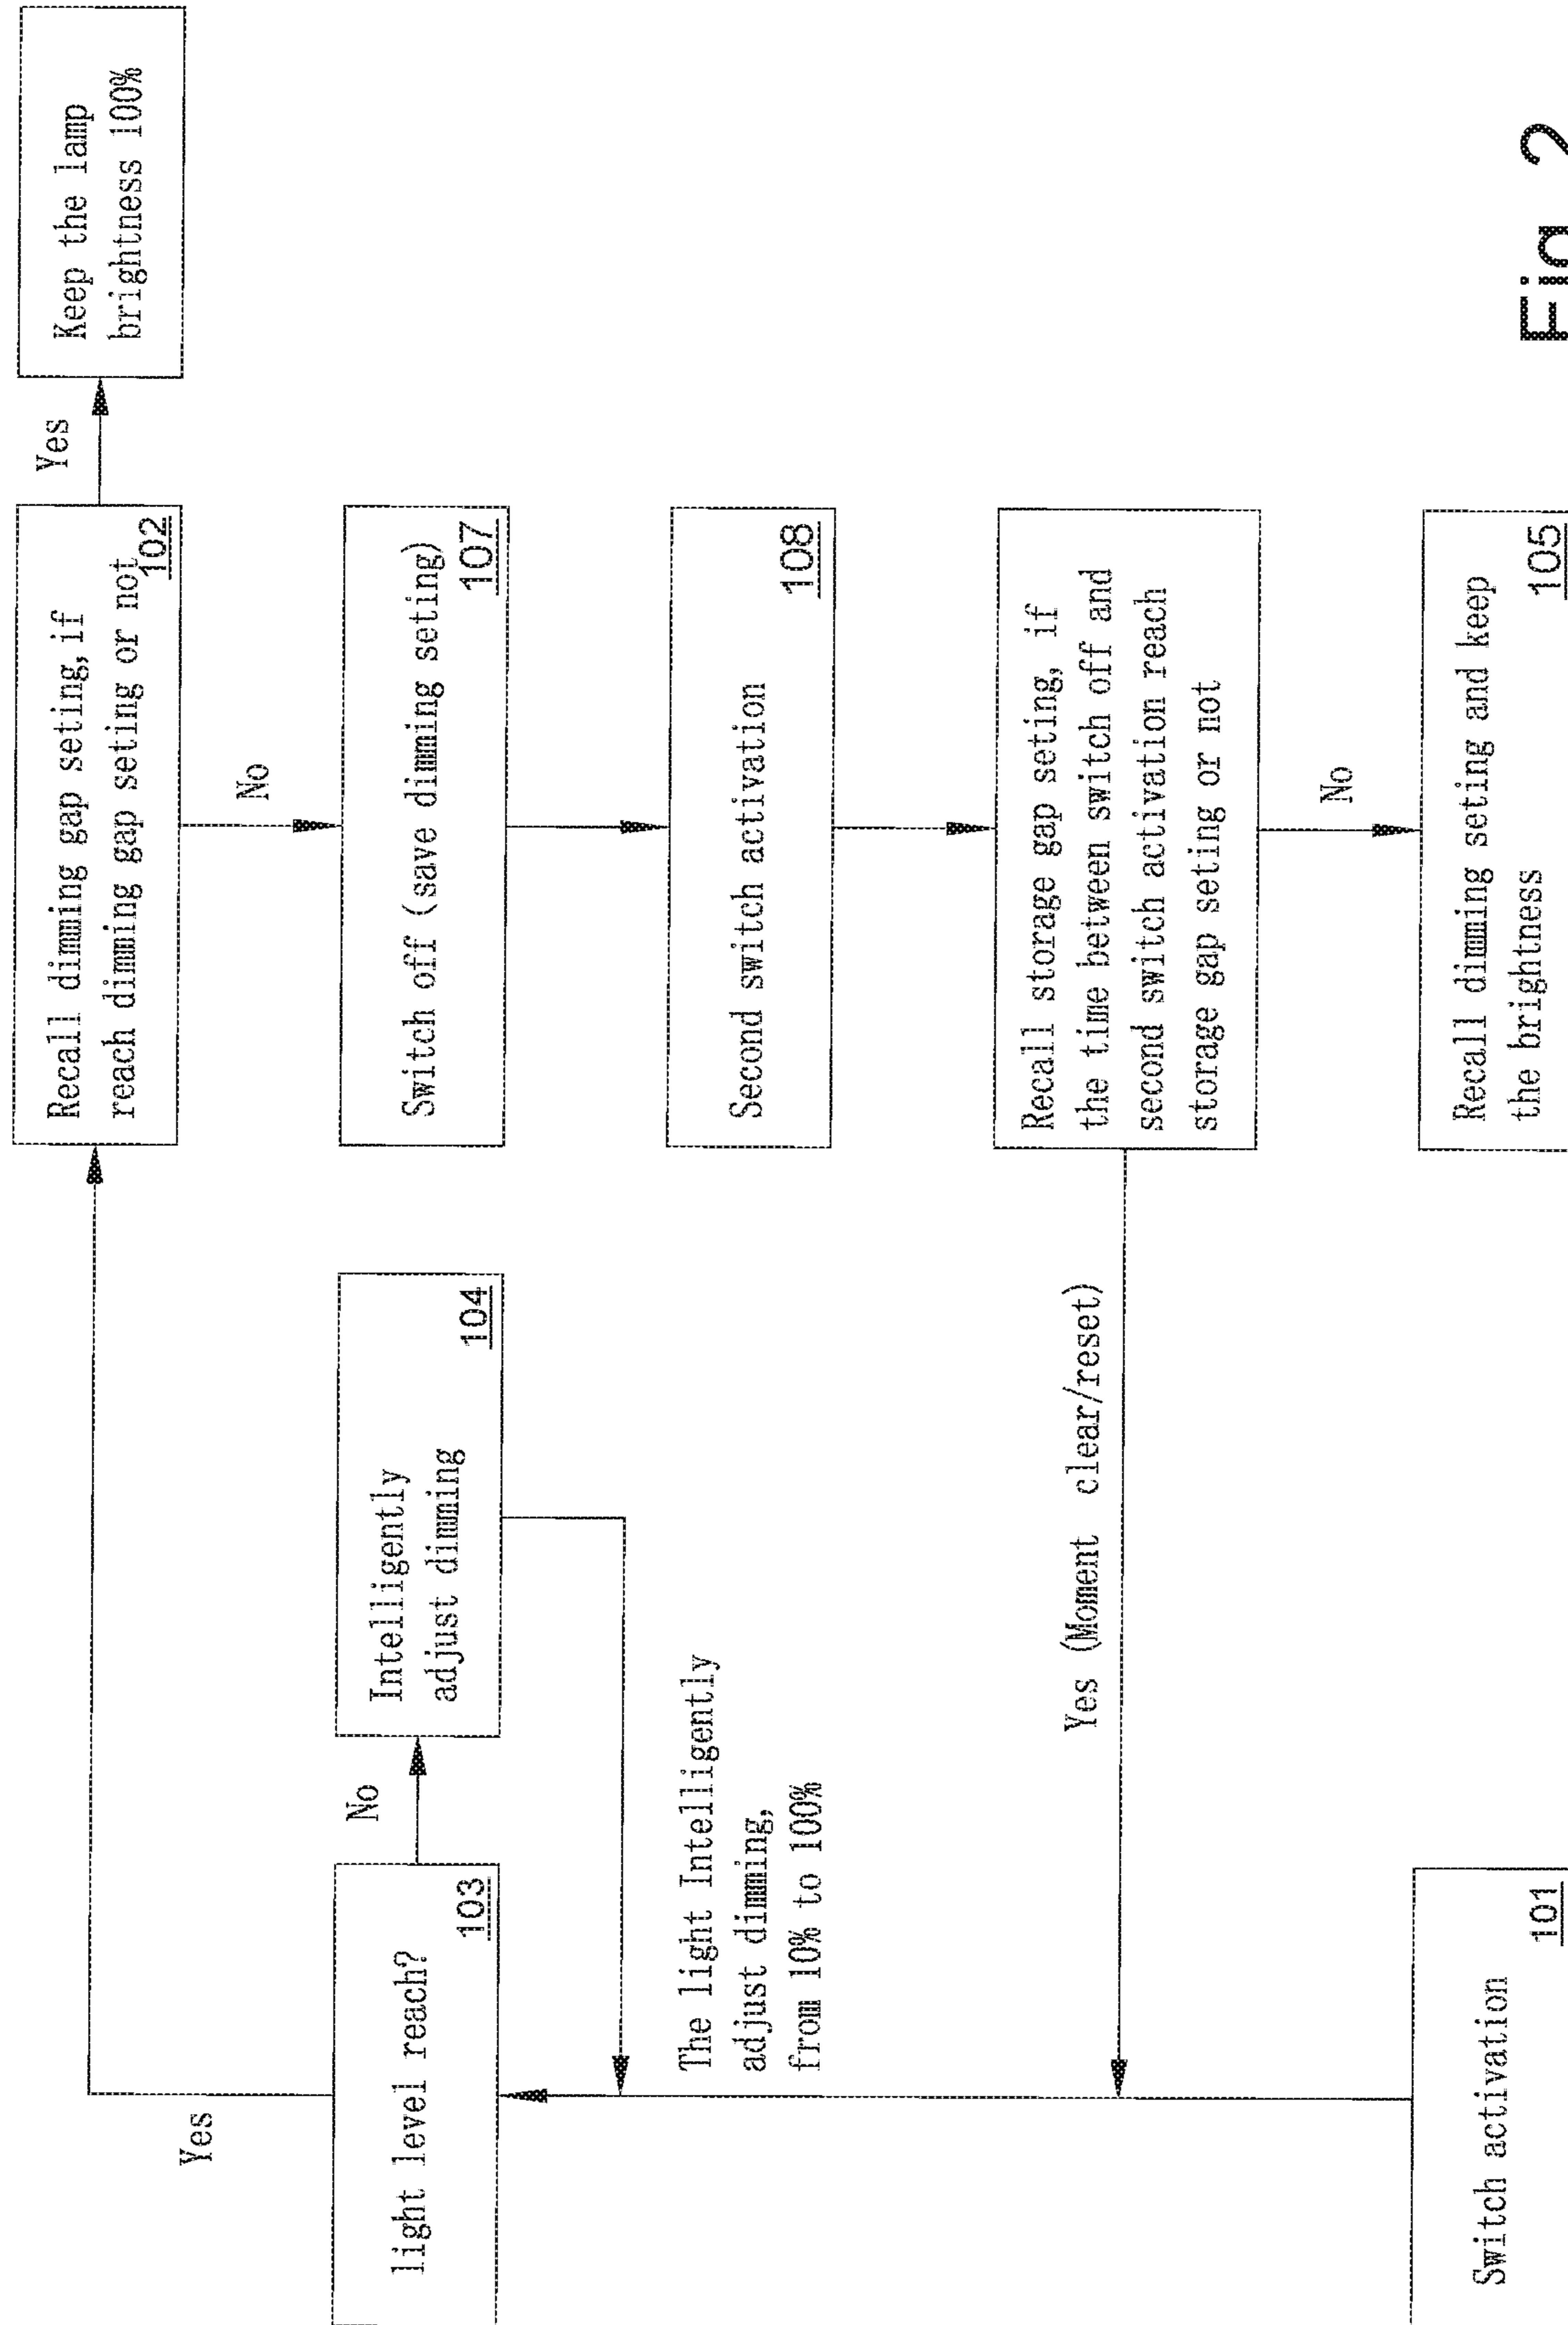 Switch activation
101
light level reach?
103
Yes
No
Intelligently
adjust dimming
104
The light Intelligently
adjust dimming,
from 10% to 100%
Yes (Moment clear/reset)
Recall dimming gap seting, if
reach dimming gap seting or not
102
Yes
Keep the lamp
brightness 100%
No
Switch off (save dimming seting)
107
Second switch activation
108
Recall storage gap seting, if
the time between switch off and
second switch activation reach
storage gap seting or not
No
Recall dimming seting and keep
the brightness
105
Fig 2